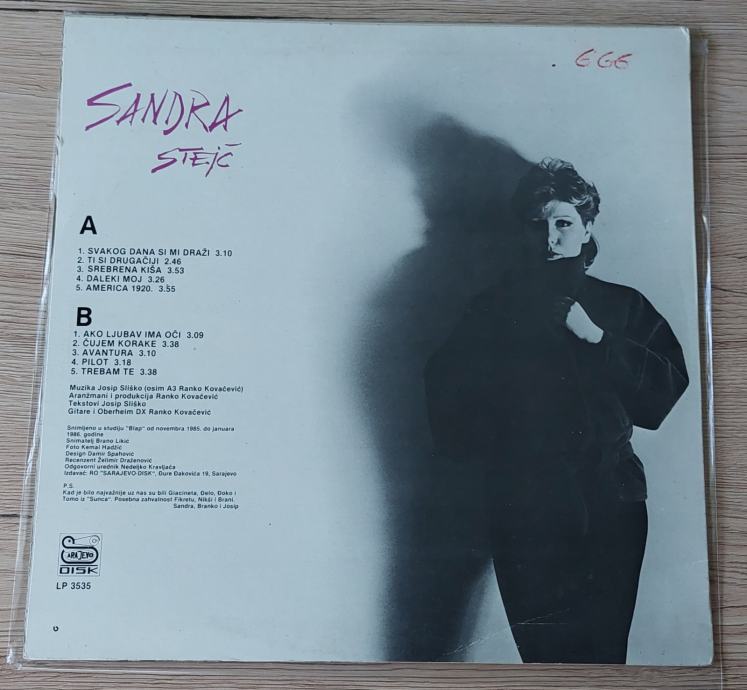 666
SANDRA
STEJČ
A
1. SVAKOG DANA SI MI DRAŽI 3.10
2. TI SI DRUGAČIJI 2.46
3. SREBRENA KIŠA 3.53
4. DALEKI MOJ 3.26
5. AMERICA 1920. 3.55
B
1. AKO LJUBAV IMA OČI 3.09
2. ČUJEM KORAKE 3.38
3. AVANTURA 3.10
4. PILOT 3.18
5. TREBAM TE 3.38
Muzika Josip Sliško (osim A3 Ranko Kovačević)
Aranžmani i produkcija Ranko Kovačević
Tekstovi Josip Sliško
Gitare i Oberheim DX Ranko Kovačević
Snimljeno u studiju "Blap" od novembra 1985. do januara
1986. godine
Snimatelj Brano Likić
Foto Kemal Hadžić
Design Damir Spahović
Recenzent Želimir Draženović
Odgovorni urednik Nedeljko Kravljača
Izdavač: RO "SARAJEVO-DISK", Đure Đakovića 19, Sarajevo
P.S.
Kad je bilo najvažnije uz nas su bili Giacineta, Đelo, Đoko i
Tomo iz "Sunca". Posebna zahvalnost Fikretu, Nikši i Brani.
Sandra, Branko i Josip
SARAJEVO
DISK
LP 3535